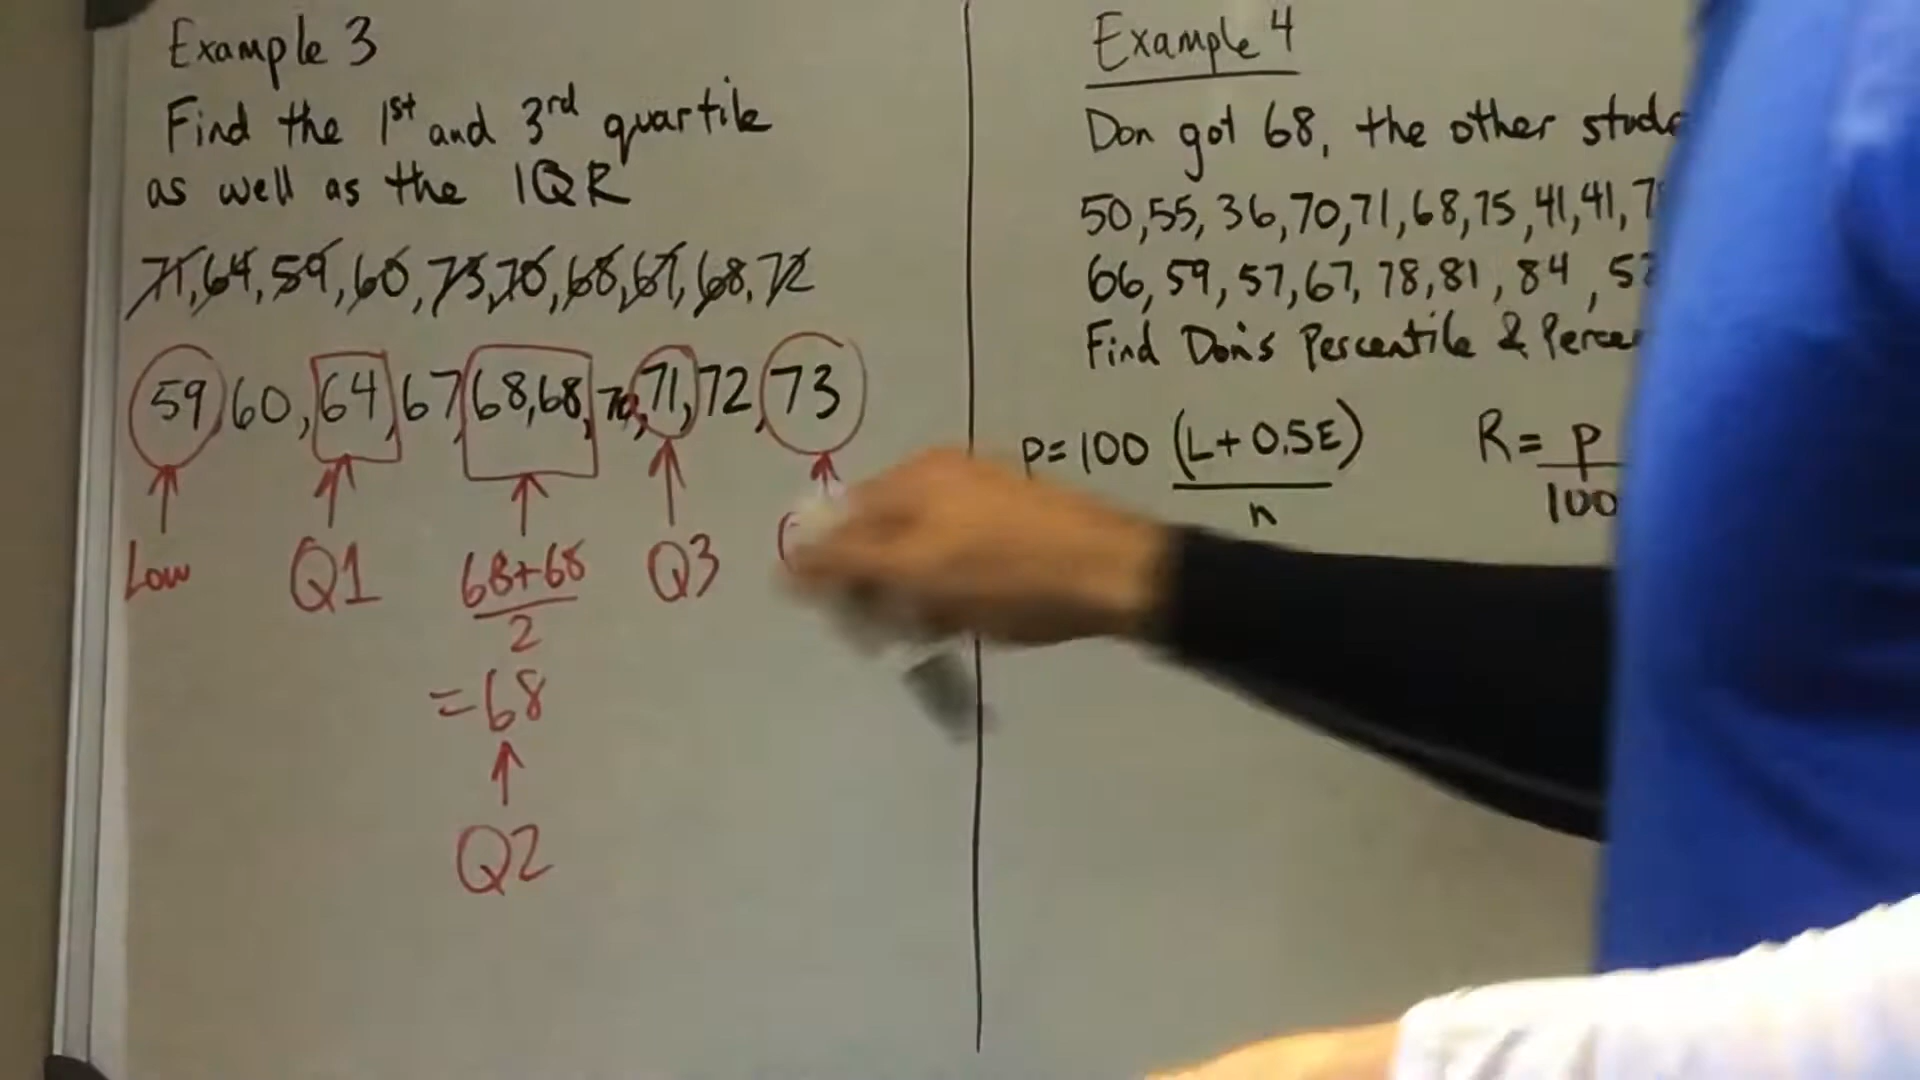 Example 3
Find the 1st and 3rd quartile
as well as the IQR
71, 64, 59, 60, 73, 70, 68, 67, 68, 72
59, 60, 64, 67, 68, 68, 70, 71, 72, 73
Low
Q1
68+68
2
=68
Q2
Q3
Example 4
Don got 68, the other
50, 55, 36, 70, 71, 68, 75, 41, 41,
66, 59, 57, 67, 78, 81, 84,
Find Don's Percentile &
P=100 (L+0.5E)
n
R= P
100